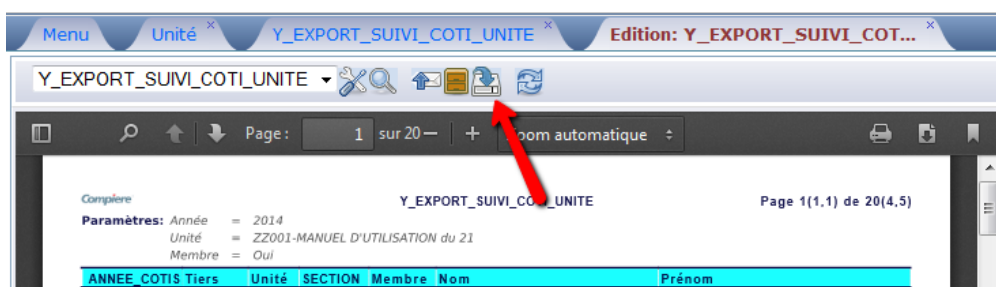 Menu Unité x Y_EXPORT_SUIVI_COTI_UNITE x Edition: Y_EXPORT_SUIVI_COT... x
Y_EXPORT_SUIVI_COTI_UNITE
Page: 1 sur 20 — + Zoom automatique
Compiere Y_EXPORT_SUIVI_COTI_UNITE Page 1(1,1) de 20(4,5)
Paramètres: Année = 2014
Unité = ZZ001-MANUEL D'UTILISATION du 21
Membre = Oui
ANNEE_COTIS Tiers Unité SECTION Membre Nom Prénom